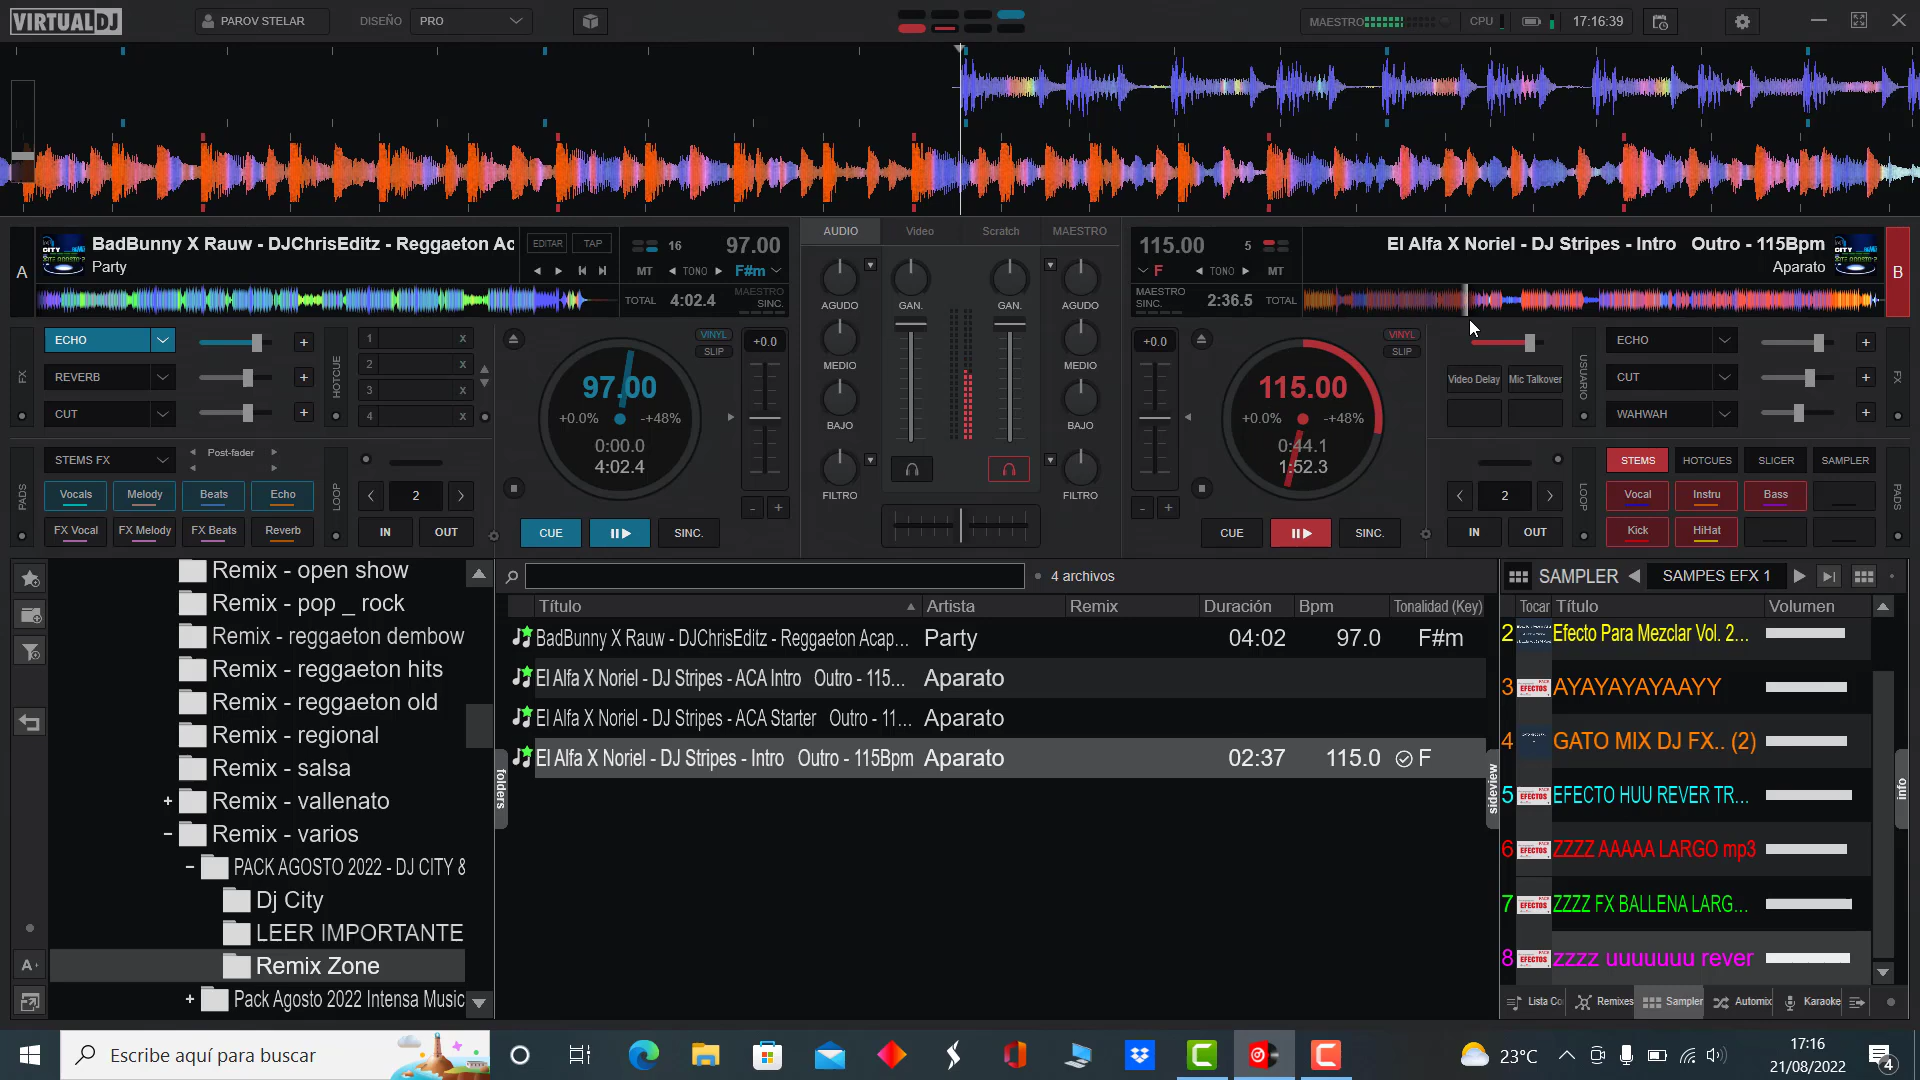 VIRTUALDJ
PAROV STELAR
DISEÑO
PRO
MAESTRO
CPU
17:16:39
A
BadBunny X Rauw - DJChrisEditz - Reggaeton Ac
Party
EDITAR
TAP
16
97.00
MT
TONO
F#m
TOTAL
4:02.4
MAESTRO
SINC.
AUDIO
Video
Scratch
MAESTRO
115.00
5
F
TONO
MT
MAESTRO
SINC.
2:36.5
TOTAL
El Alfa X Noriel - DJ Stripes - Intro Outro - 115Bpm
Aparato
B
FX
ECHO
REVERB
CUT
HOTCUE
1 x
2 x
3 x
4 x
VINYL
SLIP
+0.0
97.00
+0.0%
-+48%
0:00.0
4:02.4
AGUDO
MEDIO
BAJO
FILTRO
GAN.
GAN.
AGUDO
MEDIO
BAJO
FILTRO
+0.0
VINYL
SLIP
115.00
+0.0%
-+48%
0:44.1
1:52.3
Video Delay
Mic Talkover
USUARIO
ECHO
CUT
WAHWAH
FX
PADS
STEMS FX
Post-fader
Vocals
Melody
Beats
Echo
FX Vocal
FX Melody
FX Beats
Reverb
LOOP
2
IN
OUT
CUE
SINC.
CUE
SINC.
2
IN
OUT
LOOP
STEMS
HOTCUES
SLICER
SAMPLER
Vocal
Instru
Bass
Kick
HiHat
PADS
Remix - open show
Remix - pop _ rock
Remix - reggaeton dembow
Remix - reggaeton hits
Remix - reggaeton old
Remix - regional
Remix - salsa
+ Remix - vallenato
- Remix - varios
- PACK AGOSTO 2022 - DJ CITY 8
Dj City
LEER IMPORTANTE
Remix Zone
+ Pack Agosto 2022 Intensa Music
folders
4 archivos
Título Artista Remix Duración Bpm Tonalidad (Key)
BadBunny X Rauw - DJChrisEditz - Reggaeton Acap... Party 04:02 97.0 F#m
El Alfa X Noriel - DJ Stripes - ACA Intro Outro - 115... Aparato
El Alfa X Noriel - DJ Stripes - ACA Starter Outro - 11... Aparato
El Alfa X Noriel - DJ Stripes - Intro Outro - 115Bpm Aparato 02:37 115.0 F
sideview
SAMPLER
SAMPES EFX 1
Tocar Título Volumen
2 Efecto Para Mezclar Vol. 2...
3 EFECTOS AYAYAYAYAAYY
4 GATO MIX DJ FX.. (2)
5 EFECTOS EFECTO HUU REVER TR...
6 EFECTOS ZZZZ AAAAA LARGO mp3
7 EFECTOS ZZZZ FX BALLENA LARG...
8 EFECTOS zzzz uuuuuuu rever
info
Lista Co
Remixes
Sampler
Automix
Karaoke
A+
Escribe aquí para buscar
23°C
17:16
21/08/2022
4